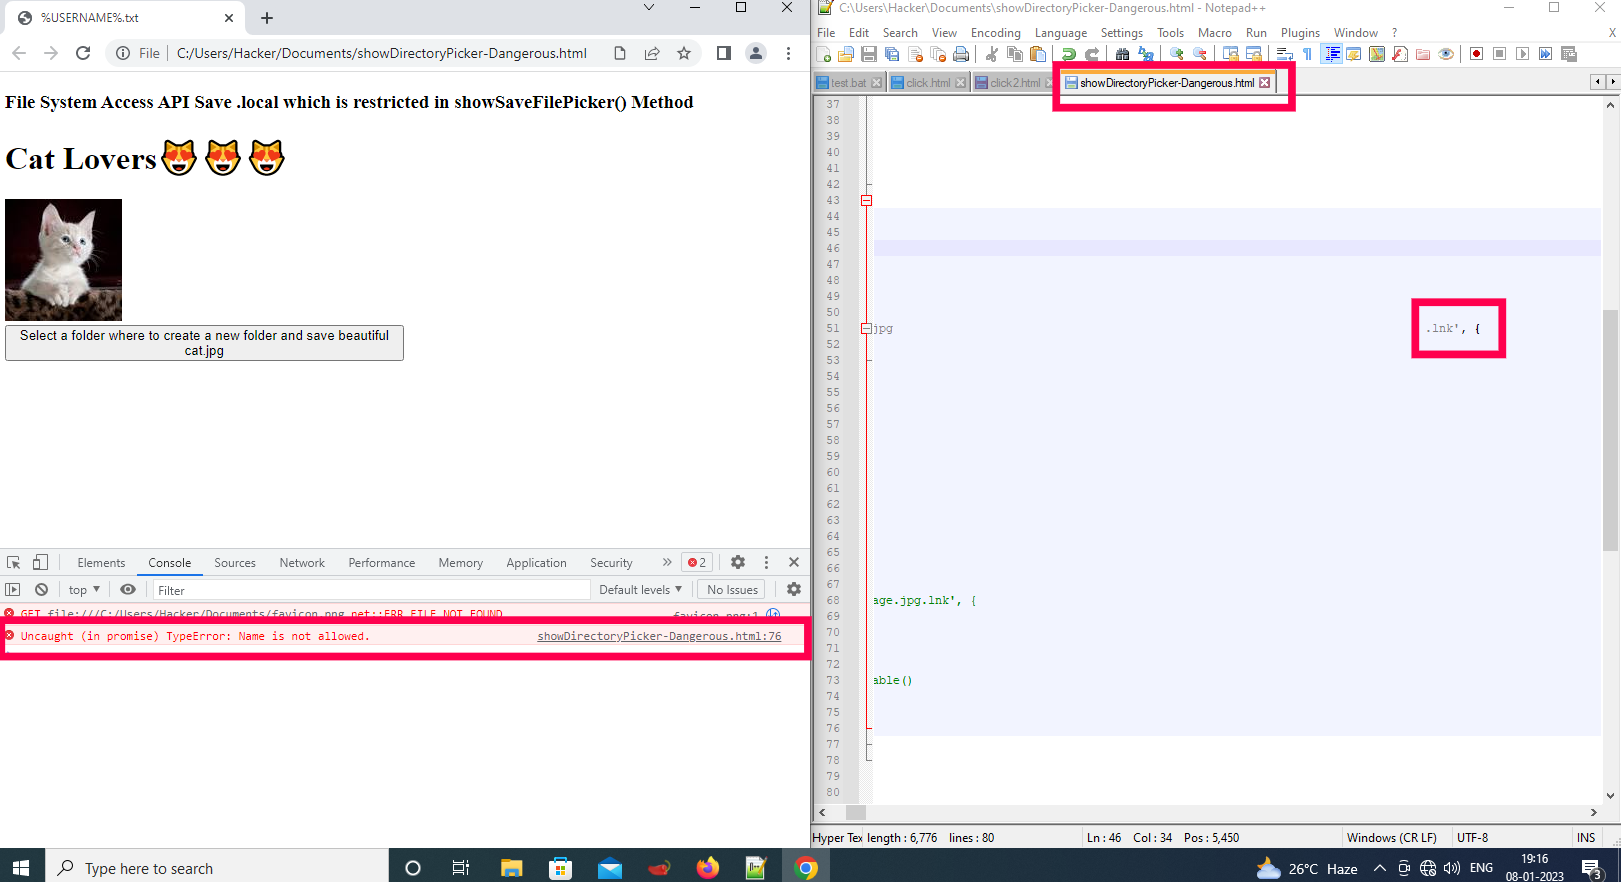 %USERNAME%.txt
File C:/Users/Hacker/Documents/showDirectoryPicker-Dangerous.html
File System Access API Save .local which is restricted in showSaveFilePicker() Method
Cat Lovers😻😻😻
Select a folder where to create a new folder and save beautiful
cat.jpg
Elements Console Sources Network Performance Memory Application Security » 2
top ▼ Filter Default levels ▼ No Issues
GET file:///C:/Users/Hacker/Documents/favicon.png net::ERR_FILE_NOT_FOUND favicon.png:1
Uncaught (in promise) TypeError: Name is not allowed. showDirectoryPicker-Dangerous.html:76
C:\Users\Hacker\Documents\showDirectoryPicker-Dangerous.html - Notepad++
File Edit Search View Encoding Language Settings Tools Macro Run Plugins Window ? X
test.bat click.html click2.html showDirectoryPicker-Dangerous.html
37
38
39
40
41
42
43
44
45
46
47
48
49
50
51 jpg .lnk', {
52
53
54
55
56
57
58
59
60
61
62
63
64
65
66
67
68 age.jpg.lnk', {
69
70
71
72
73 able()
74
75
76
77
78
79
80
Hyper Tex length : 6,776 lines : 80 Ln : 46 Col : 34 Pos : 5,450 Windows (CR LF) UTF-8 INS
Type here to search 26°C Haze ENG 19:16
08-01-2023 3